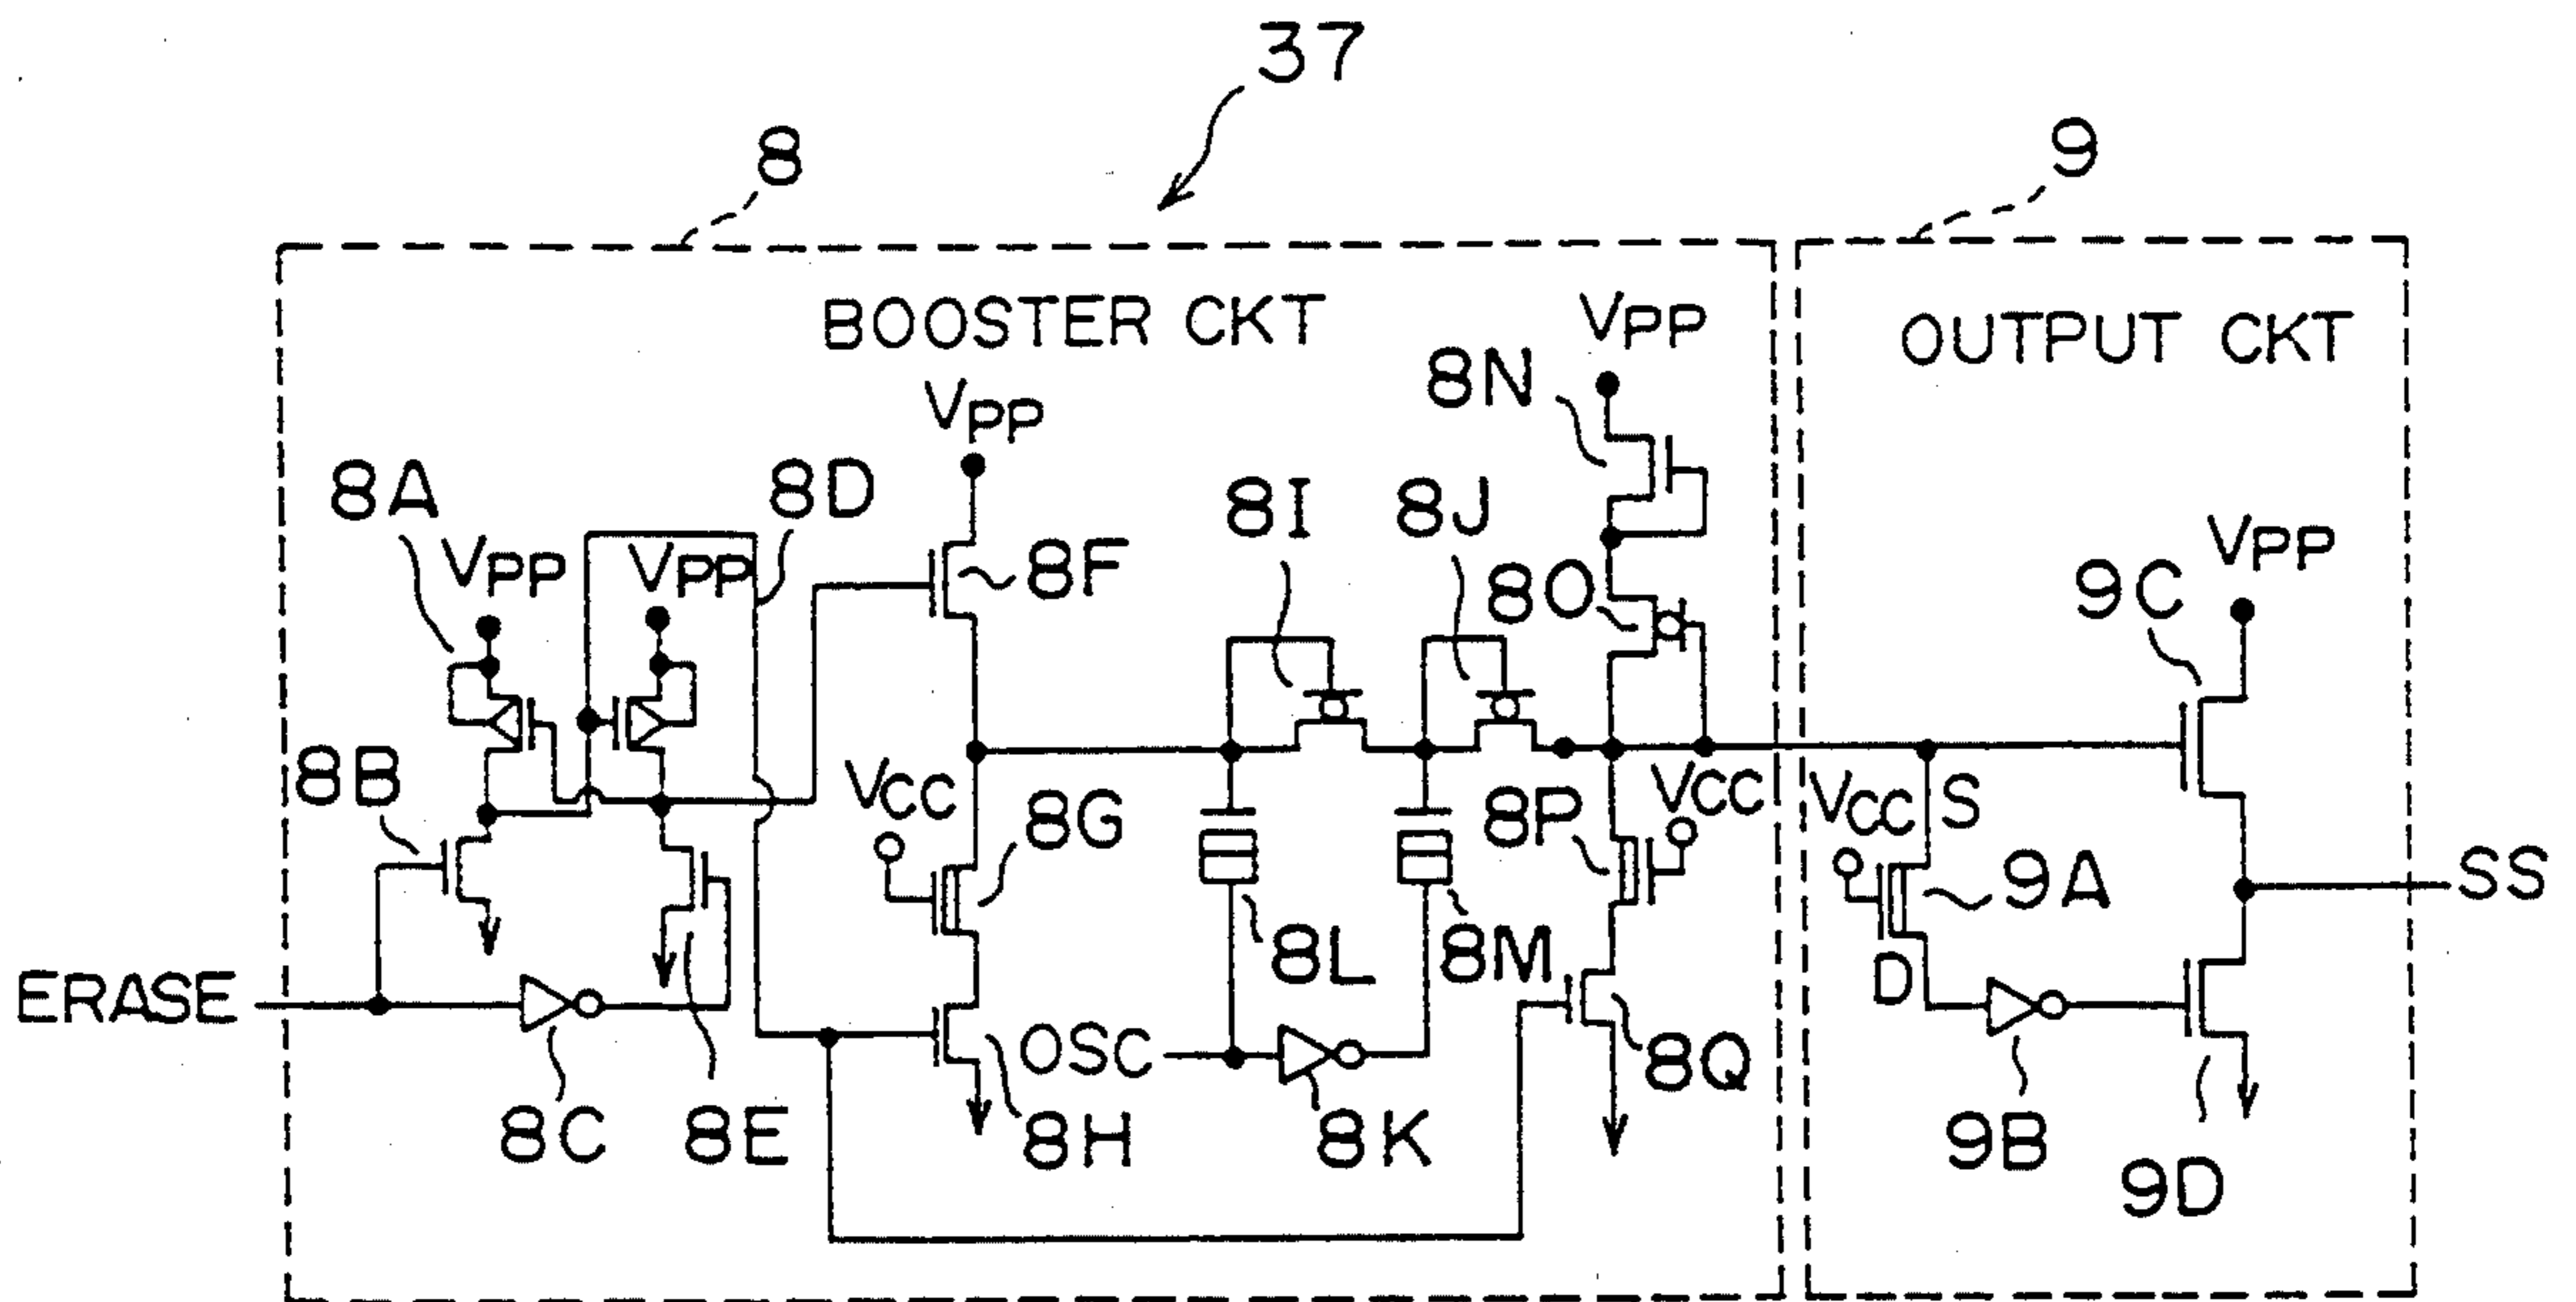 37
8
9
BOOSTER CKT
OUTPUT CKT
VPP
8N
VPP
8A
8D
8I
8J
VPP
VPP
VPP
8F
8O
9C
8B
VCC
8G
8P
VCC
VCC
S
9A
SS
8L
8M
D
ERASE
OSC
8Q
8C
8E
8H
8K
9B
9D